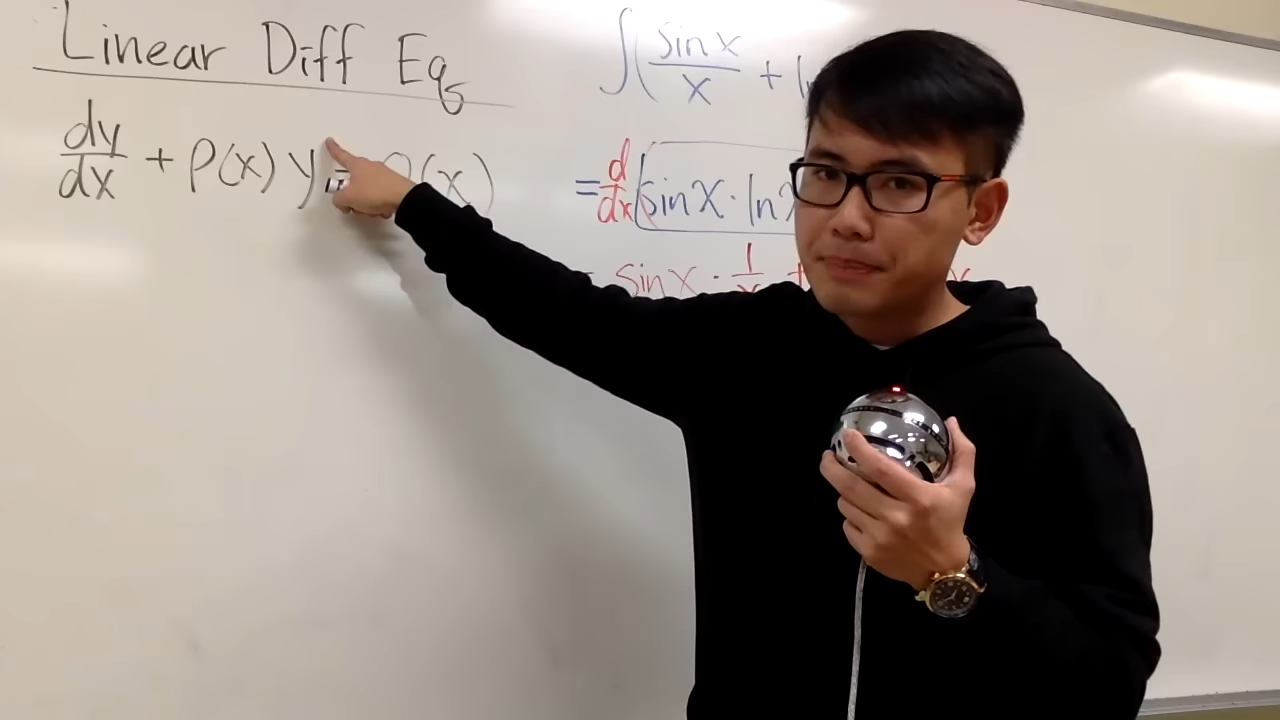 Linear Diff Eqs
dy/dx + P(x) y = Q(x)
∫( sin x / x + ln
= d/dx ( sin x · ln x
= sin x · 1/x + x